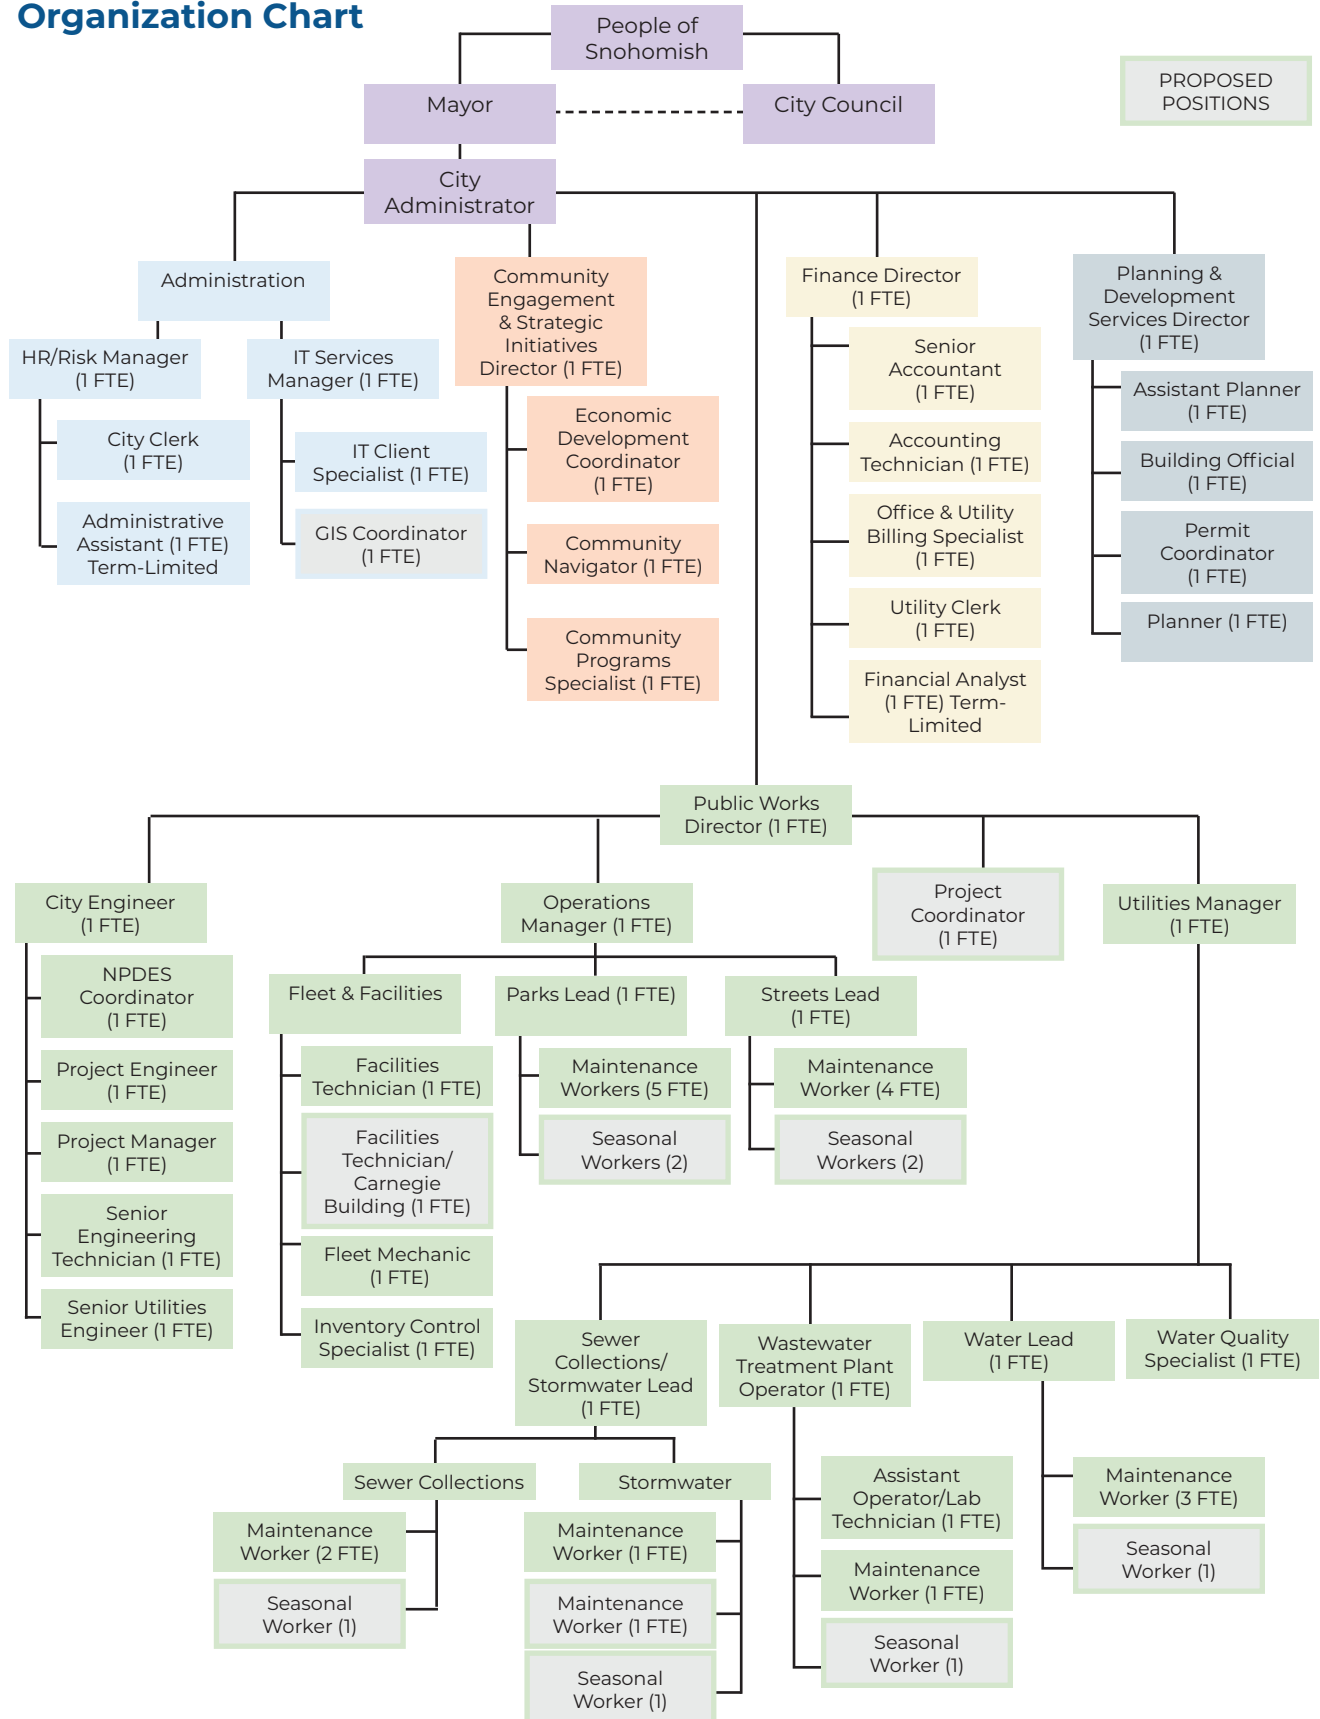 Organization Chart
People of
Snohomish
Mayor
City Council
PROPOSED
POSITIONS
City
Administrator
Administration
HR/Risk Manager
(1 FTE)
City Clerk
(1 FTE)
Administrative
Assistant (1 FTE)
Term-Limited
IT Services
Manager (1 FTE)
IT Client
Specialist (1 FTE)
GIS Coordinator
(1 FTE)
Community
Engagement
& Strategic
Initiatives
Director (1 FTE)
Economic
Development
Coordinator
(1 FTE)
Community
Navigator (1 FTE)
Community
Programs
Specialist (1 FTE)
Finance Director
(1 FTE)
Senior
Accountant
(1 FTE)
Accounting
Technician (1 FTE)
Office & Utility
Billing Specialist
(1 FTE)
Utility Clerk
(1 FTE)
Financial Analyst
(1 FTE) Term-
Limited
Planning &
Development
Services Director
(1 FTE)
Assistant Planner
(1 FTE)
Building Official
(1 FTE)
Permit
Coordinator
(1 FTE)
Planner (1 FTE)
Public Works
Director (1 FTE)
City Engineer
(1 FTE)
NPDES
Coordinator
(1 FTE)
Project Engineer
(1 FTE)
Project Manager
(1 FTE)
Senior
Engineering
Technician (1 FTE)
Senior Utilities
Engineer (1 FTE)
Operations
Manager (1 FTE)
Fleet & Facilities
Facilities
Technician (1 FTE)
Facilities
Technician/
Carnegie
Building (1 FTE)
Fleet Mechanic
(1 FTE)
Inventory Control
Specialist (1 FTE)
Parks Lead (1 FTE)
Maintenance
Workers (5 FTE)
Seasonal
Workers (2)
Streets Lead
(1 FTE)
Maintenance
Worker (4 FTE)
Seasonal
Workers (2)
Project
Coordinator
(1 FTE)
Utilities Manager
(1 FTE)
Sewer
Collections/
Stormwater Lead
(1 FTE)
Sewer Collections
Maintenance
Worker (2 FTE)
Seasonal
Worker (1)
Stormwater
Maintenance
Worker (1 FTE)
Maintenance
Worker (1 FTE)
Seasonal
Worker (1)
Wastewater
Treatment Plant
Operator (1 FTE)
Assistant
Operator/Lab
Technician (1 FTE)
Maintenance
Worker (1 FTE)
Seasonal
Worker (1)
Water Lead
(1 FTE)
Maintenance
Worker (3 FTE)
Seasonal
Worker (1)
Water Quality
Specialist (1 FTE)